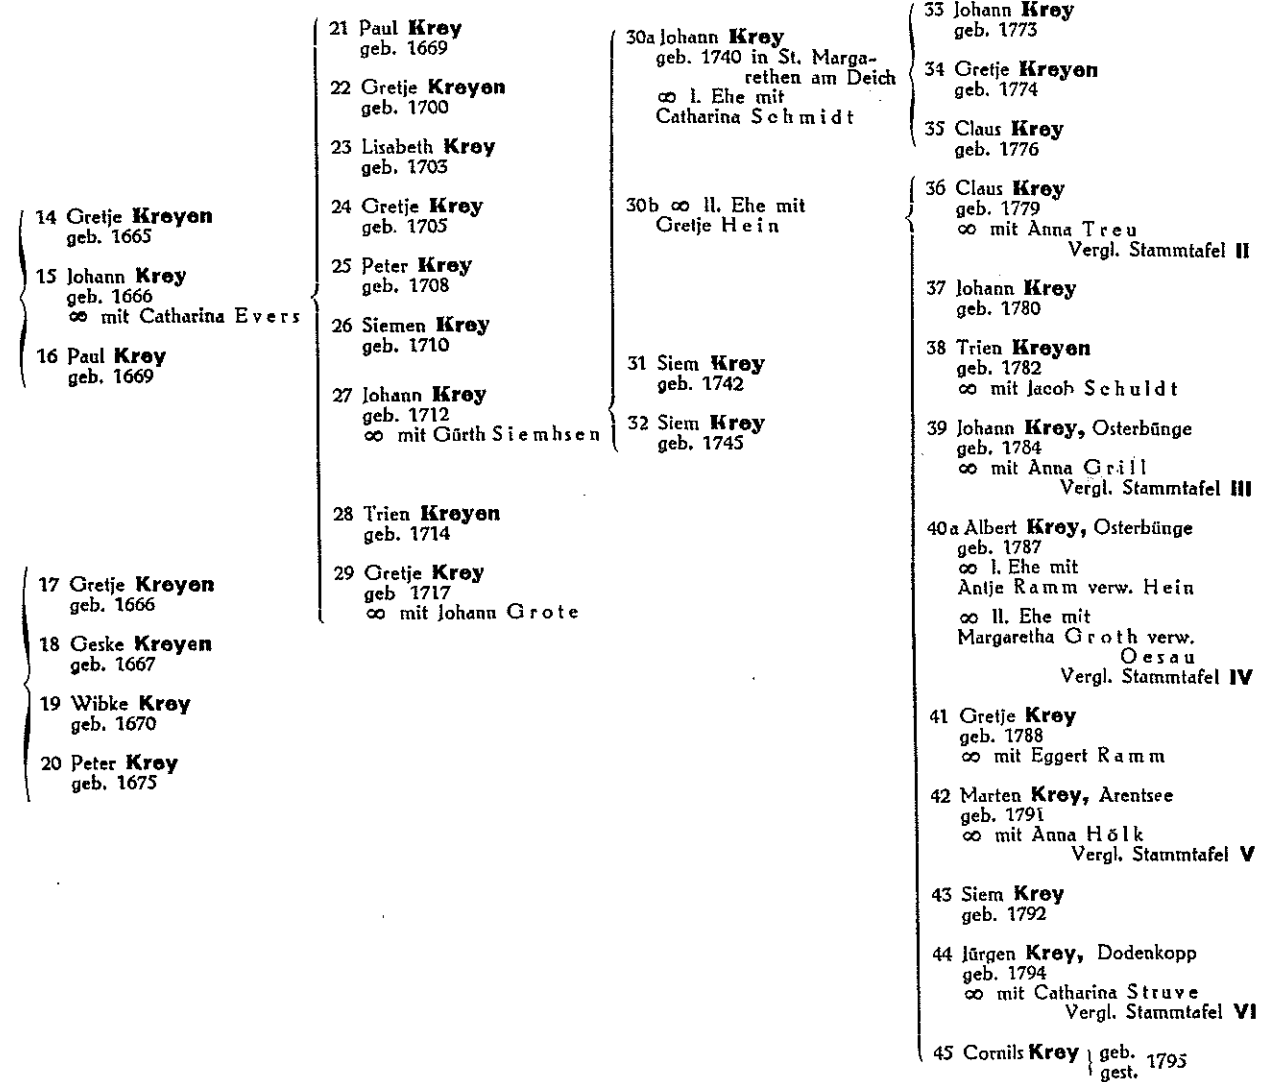 14 Gretje Kreyen
geb. 1665
15 Johann Krey
geb. 1666
∞ mit Catharina Evers
16 Paul Krey
geb. 1669
17 Gretje Kreyen
geb. 1666
18 Geske Kreyen
geb. 1667
19 Wibke Krey
geb. 1670
20 Peter Krey
geb. 1675
21 Paul Krey
geb. 1669
22 Gretje Kreyen
geb. 1700
23 Lisabeth Krey
geb. 1703
24 Gretje Krey
geb. 1705
25 Peter Krey
geb. 1708
26 Siemen Krey
geb. 1710
27 Johann Krey
geb. 1712
∞ mit Gürth Siemhsen
28 Trien Kreyen
geb. 1714
29 Gretje Krey
geb 1717
∞ mit Johann Grote
30a Johann Krey
geb. 1740 in St. Marga-
rethen am Deich
∞ I. Ehe mit
Catharina Schmidt
30b ∞ II. Ehe mit
Gretje Hein
31 Siem Krey
geb. 1742
32 Siem Krey
geb. 1745
33 Johann Krey
geb. 1773
34 Gretje Kreyen
geb. 1774
35 Claus Krey
geb. 1776
36 Claus Krey
geb. 1779
∞ mit Anna Treu
Vergl. Stammtafel II
37 Johann Krey
geb. 1780
38 Trien Kreyen
geb. 1782
∞ mit Jacob Schuldt
39 Johann Krey, Osterbünge
geb. 1784
∞ mit Anna Grill
Vergl. Stammtafel III
40a Albert Krey, Osterbünge
geb. 1787
∞ I. Ehe mit
Antje Ramm verw. Hein
∞ II. Ehe mit
Margaretha Groth verw.
Oesau
Vergl. Stammtafel IV
41 Gretje Krey
geb. 1788
∞ mit Eggert Ramm
42 Marten Krey, Arentsee
geb. 1791
∞ mit Anna Hölk
Vergl. Stammtafel V
43 Siem Krey
geb. 1792
44 Jürgen Krey, Dodenkopp
geb. 1794
∞ mit Catharina Struve
Vergl. Stammtafel VI
45 Cornils Krey } geb. 1795
gest.